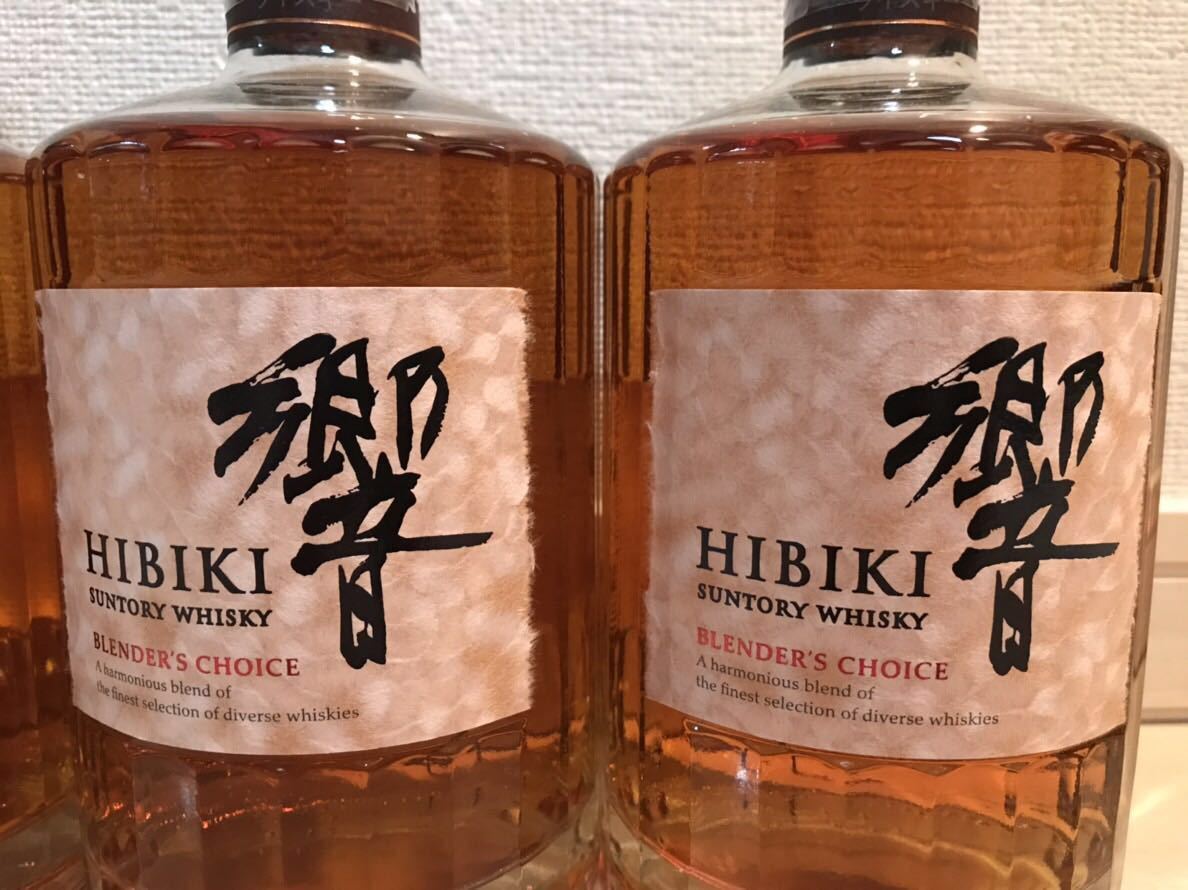 響
HIBIKI
SUNTORY WHISKY
BLENDER'S CHOICE
A harmonious blend of
the finest selection of diverse whiskies
響
HIBIKI
SUNTORY WHISKY
BLENDER'S CHOICE
A harmonious blend of
the finest selection of diverse whiskies